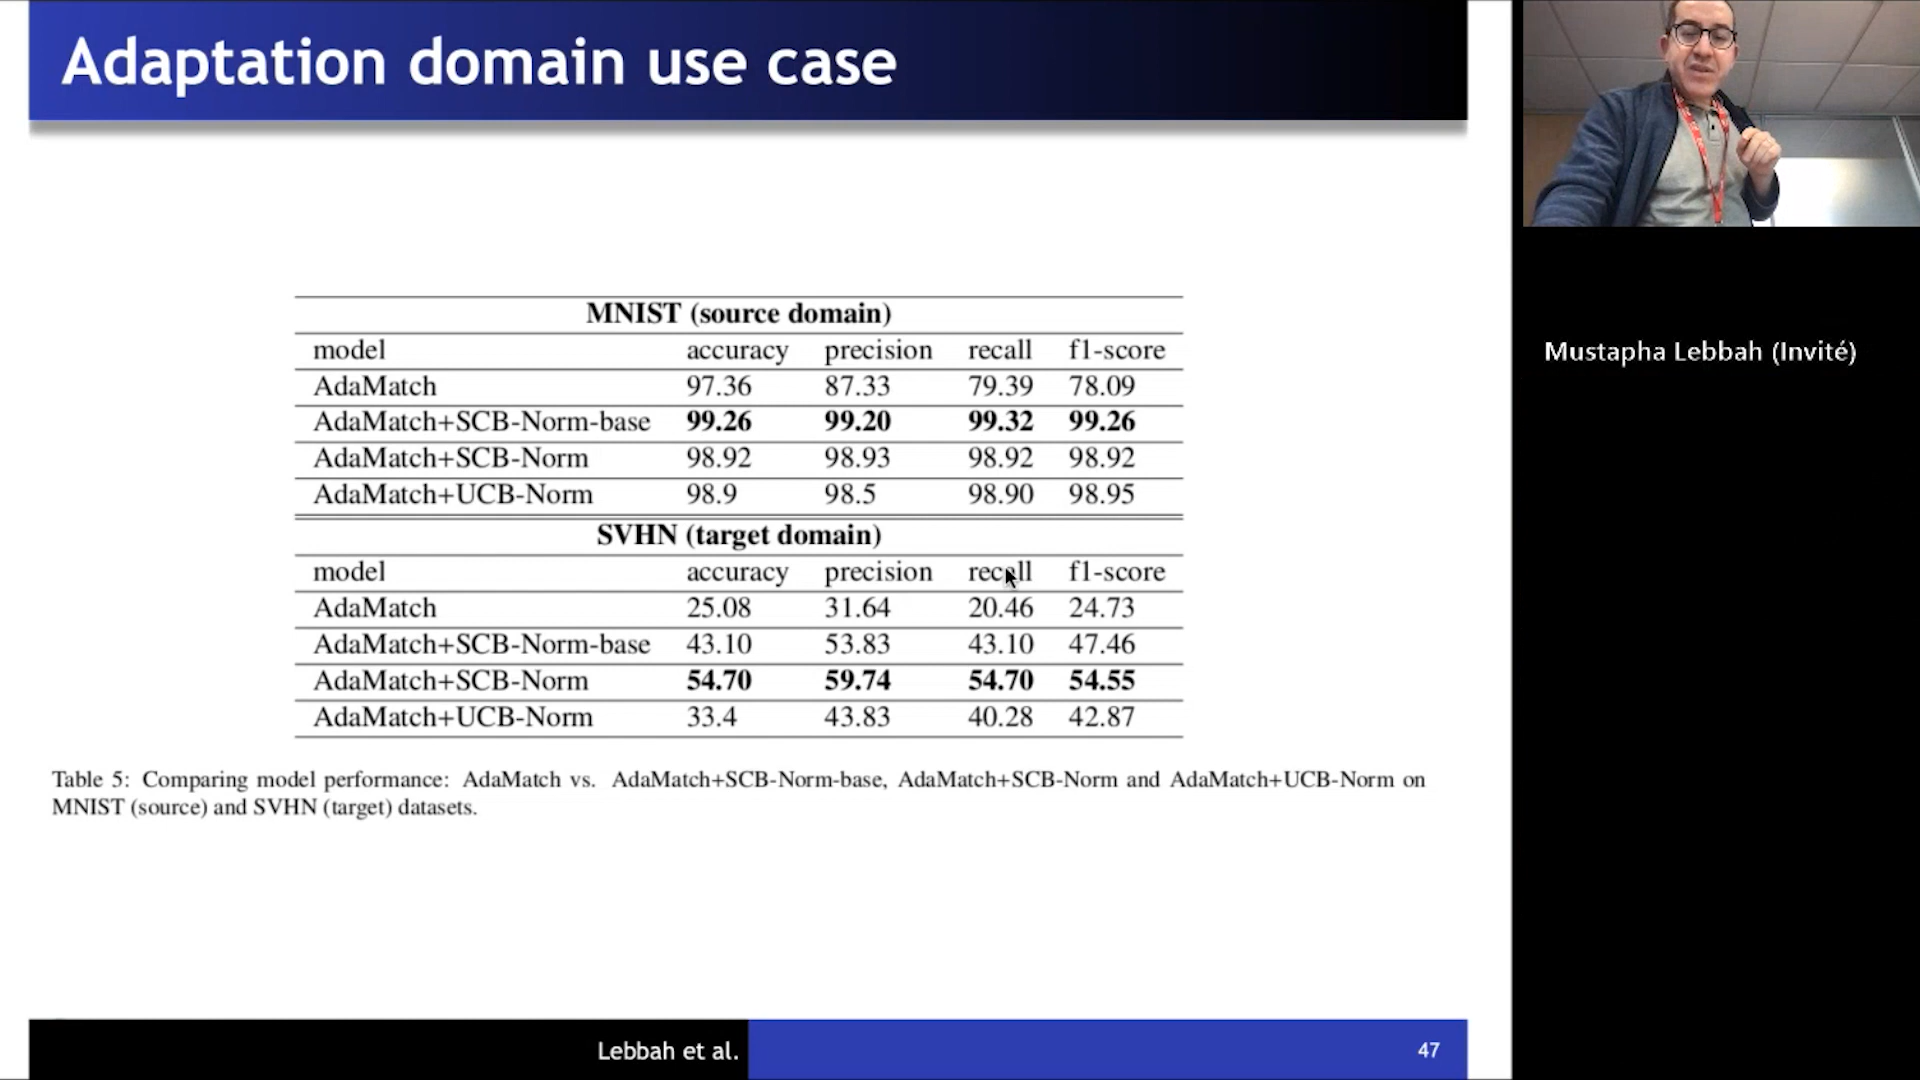 Adaptation domain use case
MNIST (source domain)
model accuracy precision recall f1-score
AdaMatch 97.36 87.33 79.39 78.09
AdaMatch+SCB-Norm-base 99.26 99.20 99.32 99.26
AdaMatch+SCB-Norm 98.92 98.93 98.92 98.92
AdaMatch+UCB-Norm 98.9 98.5 98.90 98.95
SVHN (target domain)
model accuracy precision recall f1-score
AdaMatch 25.08 31.64 20.46 24.73
AdaMatch+SCB-Norm-base 43.10 53.83 43.10 47.46
AdaMatch+SCB-Norm 54.70 59.74 54.70 54.55
AdaMatch+UCB-Norm 33.4 43.83 40.28 42.87
Table 5: Comparing model performance: AdaMatch vs. AdaMatch+SCB-Norm-base, AdaMatch+SCB-Norm and AdaMatch+UCB-Norm on
MNIST (source) and SVHN (target) datasets.
Lebbah et al.
47
Mustapha Lebbah (Invité)